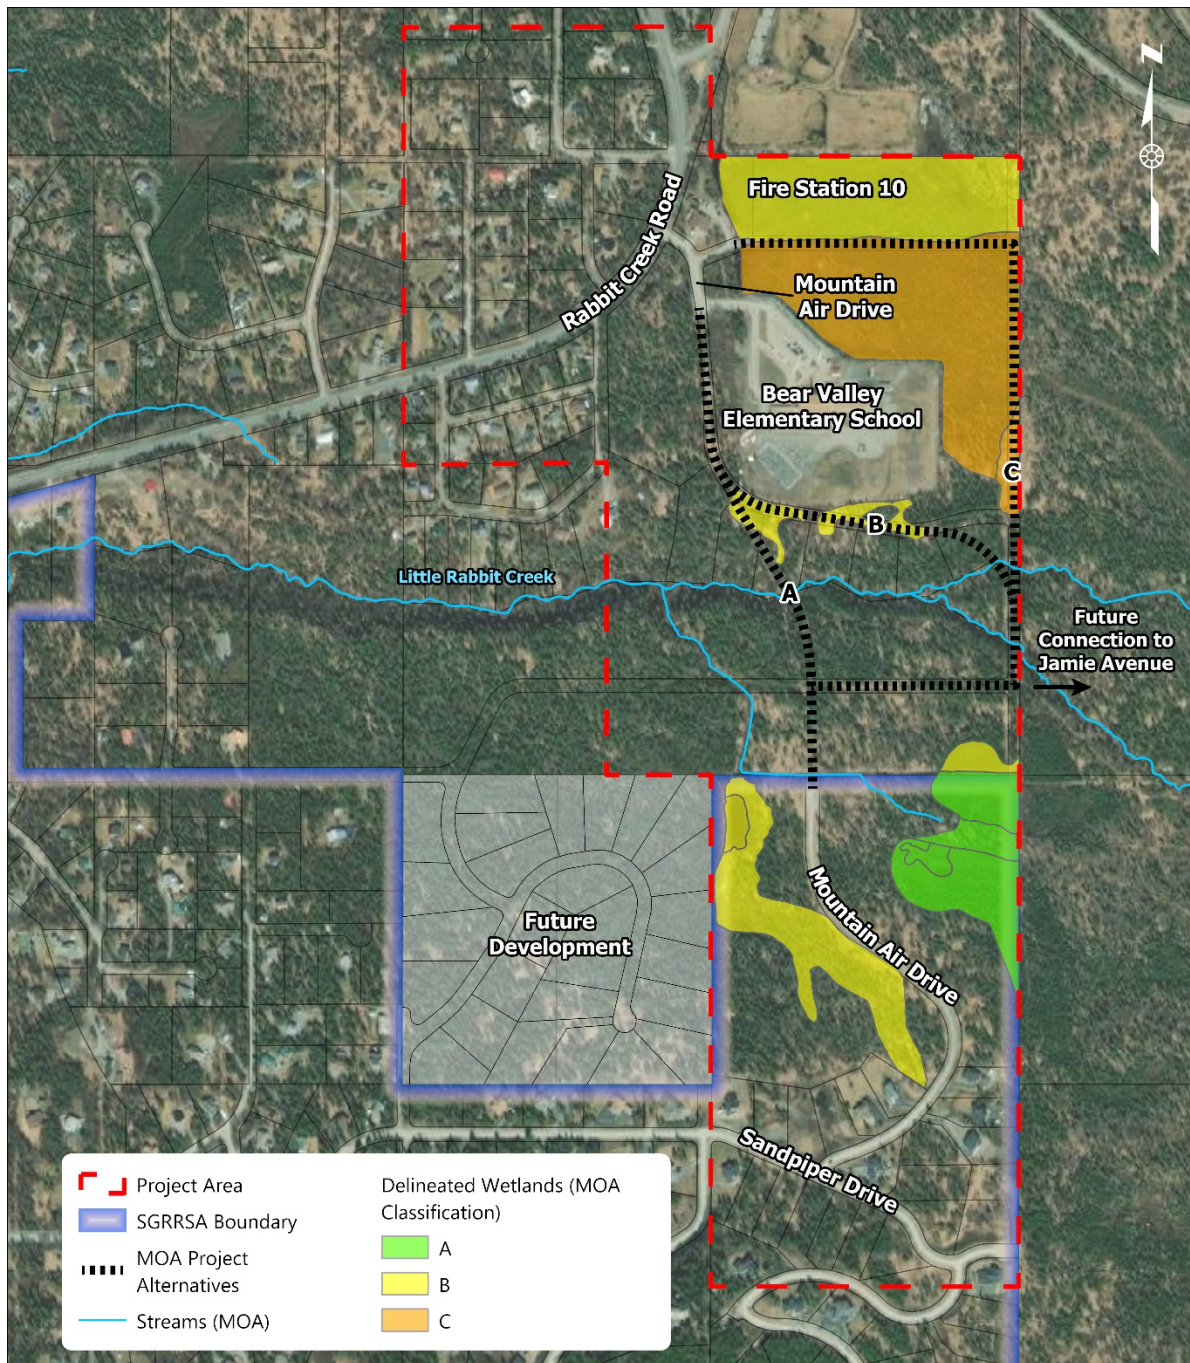 N
Fire Station 10
Rabbit Creek Road
Mountain
Air Drive
Bear Valley
Elementary School
C
B
Little Rabbit Creek
A
Future
Connection to
Jamie Avenue
Mountain Air Drive
Future
Development
Sandpiper Drive
Project Area
SGRRSA Boundary
MOA Project
Alternatives
Streams (MOA)
Delineated Wetlands (MOA
Classification)
A
B
C